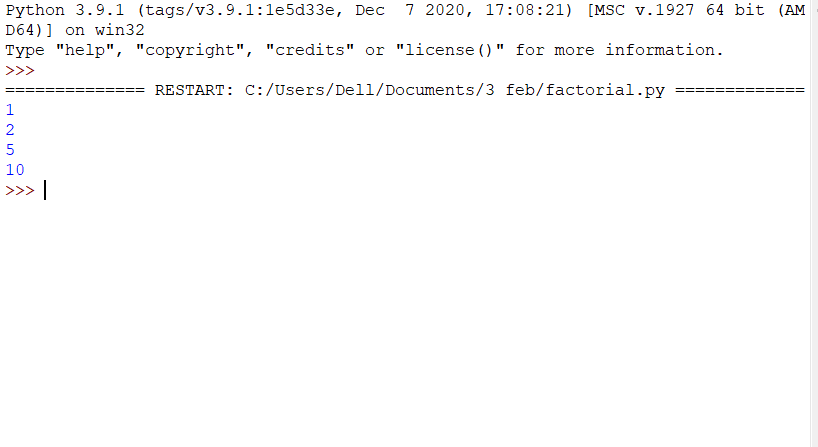 Python 3.9.1 (tags/v3.9.1:1e5d33e, Dec  7 2020, 17:08:21) [MSC v.1927 64 bit (AM
D64)] on win32
Type "help", "copyright", "credits" or "license()" for more information.
>>>
============== RESTART: C:/Users/Dell/Documents/3 feb/factorial.py =============
1
2
5
10
>>>